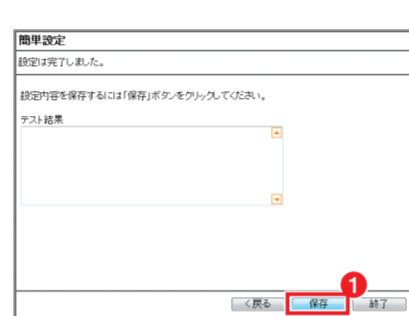 簡単設定
設定は完了しました。
設定内容を保存するには「保存」ボタンをクリックしてください。
テスト結果
1
< 戻る 保存 終了